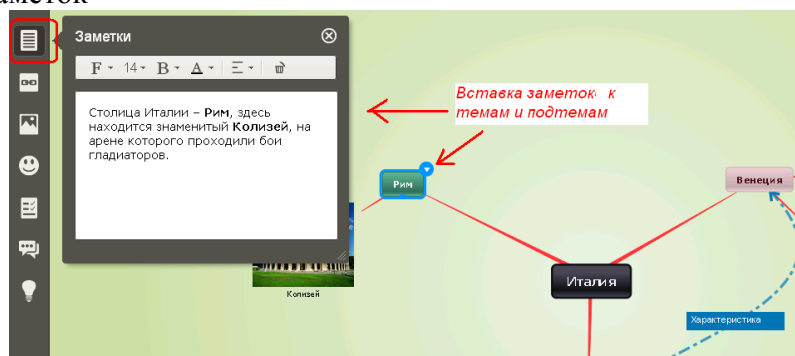 аметок
Заметки
F 14 B A
Столица Италии – Рим, здесь
находится знаменитый Колизей, на
арене которого проходили бои
гладиаторов.
Вставка заметок к
темам и подтемам
Рим
Венеция
Италия
Колизей
Характеристика